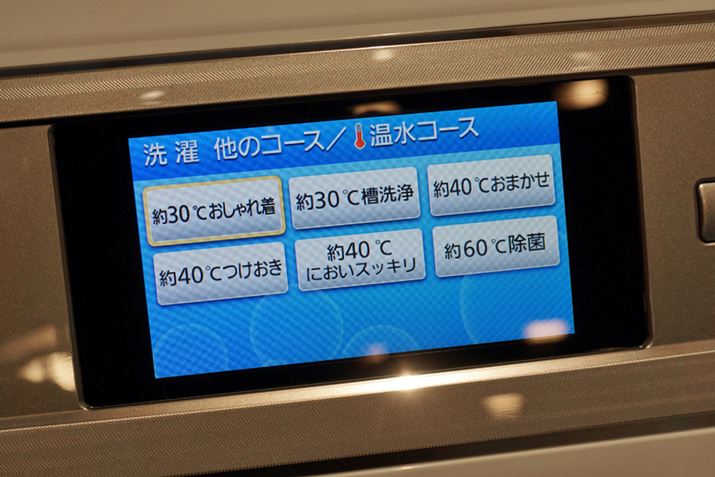 洗濯 他のコース／温水コース
約30℃おしゃれ着
約30℃槽洗浄
約40℃おまかせ
約40℃つけおき
約40℃
においスッキリ
約60℃除菌